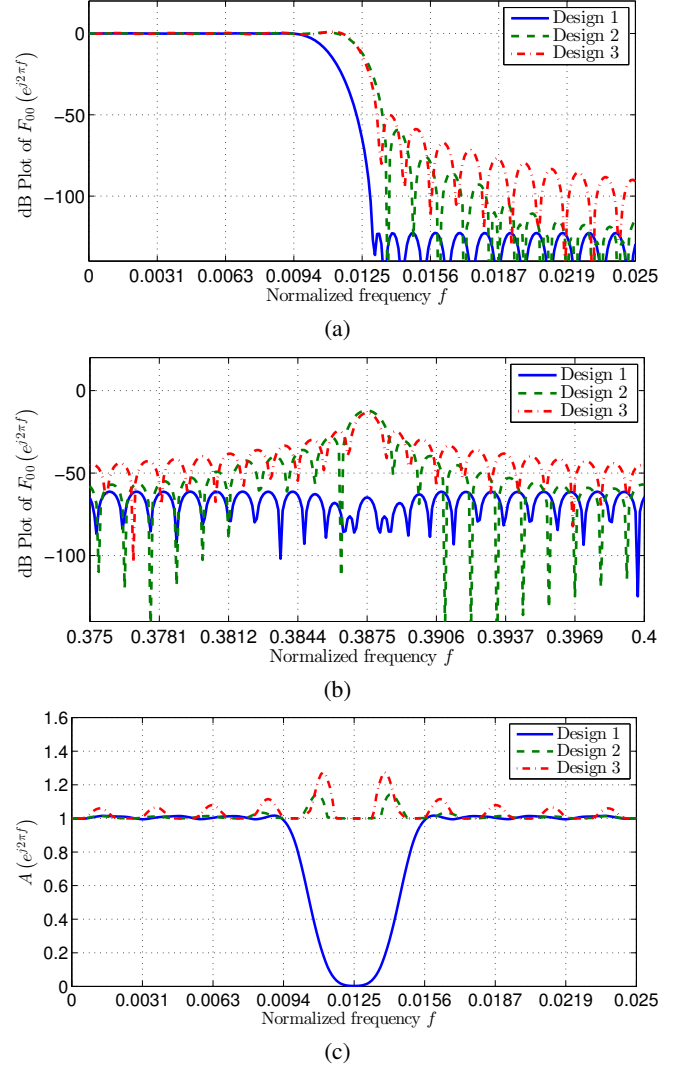 0
−50
−100
dB Plot of F₀₀ (e^{j2πf})
Design 1
Design 2
Design 3
0 0.0031 0.0063 0.0094 0.0125 0.0156 0.0187 0.0219 0.025
Normalized frequency f
(a)
0
−50
−100
dB Plot of F₀₀ (e^{j2πf})
Design 1
Design 2
Design 3
0.375 0.3781 0.3812 0.3844 0.3875 0.3906 0.3937 0.3969 0.4
Normalized frequency f
(b)
1.6
1.4
1.2
1
0.8
0.6
0.4
0.2
0
A (e^{j2πf})
Design 1
Design 2
Design 3
0 0.0031 0.0063 0.0094 0.0125 0.0156 0.0187 0.0219 0.025
Normalized frequency f
(c)